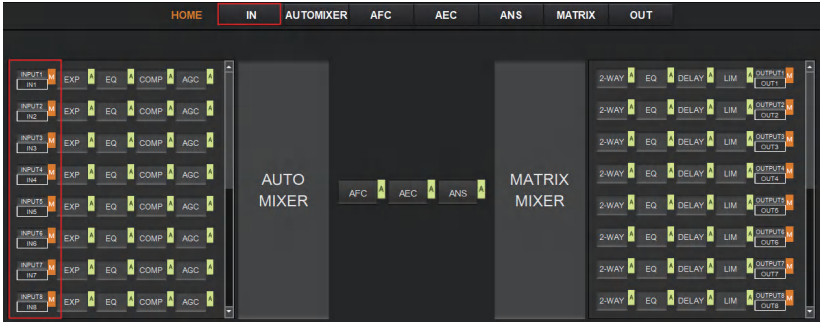 HOME IN AUTOMIXER AFC AEC ANS MATRIX OUT
INPUT1 M EXP A EQ A COMP A AGC A 2-WAY A EQ A DELAY A LIM A OUTPUT1 M
IN1 OUT1
INPUT2 M EXP A EQ A COMP A AGC A 2-WAY A EQ A DELAY A LIM A OUTPUT2 M
IN2 OUT2
INPUT3 M EXP A EQ A COMP A AGC A 2-WAY A EQ A DELAY A LIM A OUTPUT3 M
IN3 OUT3
INPUT4 M EXP A EQ A COMP A AGC A 2-WAY A EQ A DELAY A LIM A OUTPUT4 M
IN4 OUT4
AUTO MIXER
AFC A AEC A ANS A
MATRIX MIXER
INPUT5 M EXP A EQ A COMP A AGC A 2-WAY A EQ A DELAY A LIM A OUTPUT5 M
IN5 OUT5
INPUT6 M EXP A EQ A COMP A AGC A 2-WAY A EQ A DELAY A LIM A OUTPUT6 M
IN6 OUT6
INPUT7 M EXP A EQ A COMP A AGC A 2-WAY A EQ A DELAY A LIM A OUTPUT7 M
IN7 OUT7
INPUT8 M EXP A EQ A COMP A AGC A 2-WAY A EQ A DELAY A LIM A OUTPUT8 M
IN8 OUT8